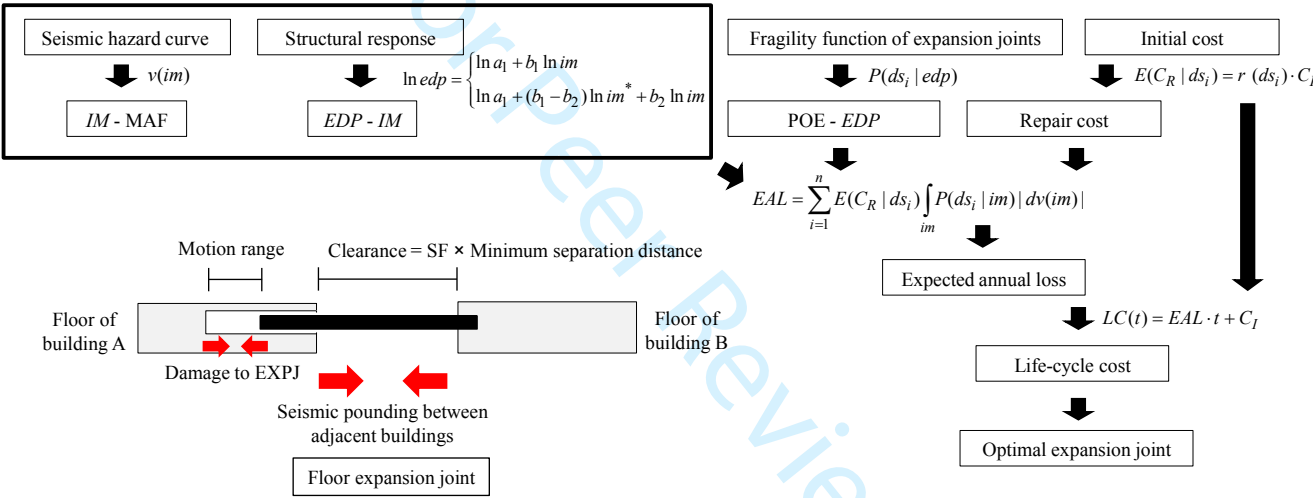 Seismic hazard curve
v(im)
IM - MAF
Structural response
ln edp = { ln a₁ + b₁ ln im
ln a₁ + (b₁ − b₂) ln im* + b₂ ln im
EDP - IM
Fragility function of expansion joints
P(ds_i | edp)
POE - EDP
Initial cost
E(C_R | ds_i) = r (ds_i) · C_I
Repair cost
EAL = ∑_{i=1}^{n} E(C_R | ds_i) ∫_{im} P(ds_i | im) | dv(im) |
Expected annual loss
LC(t) = EAL · t + C_I
Life-cycle cost
Optimal expansion joint
Motion range
Clearance = SF × Minimum separation distance
Floor of
building A
Floor of
building B
Damage to EXPJ
Seismic pounding between
adjacent buildings
Floor expansion joint
or Peer Revie